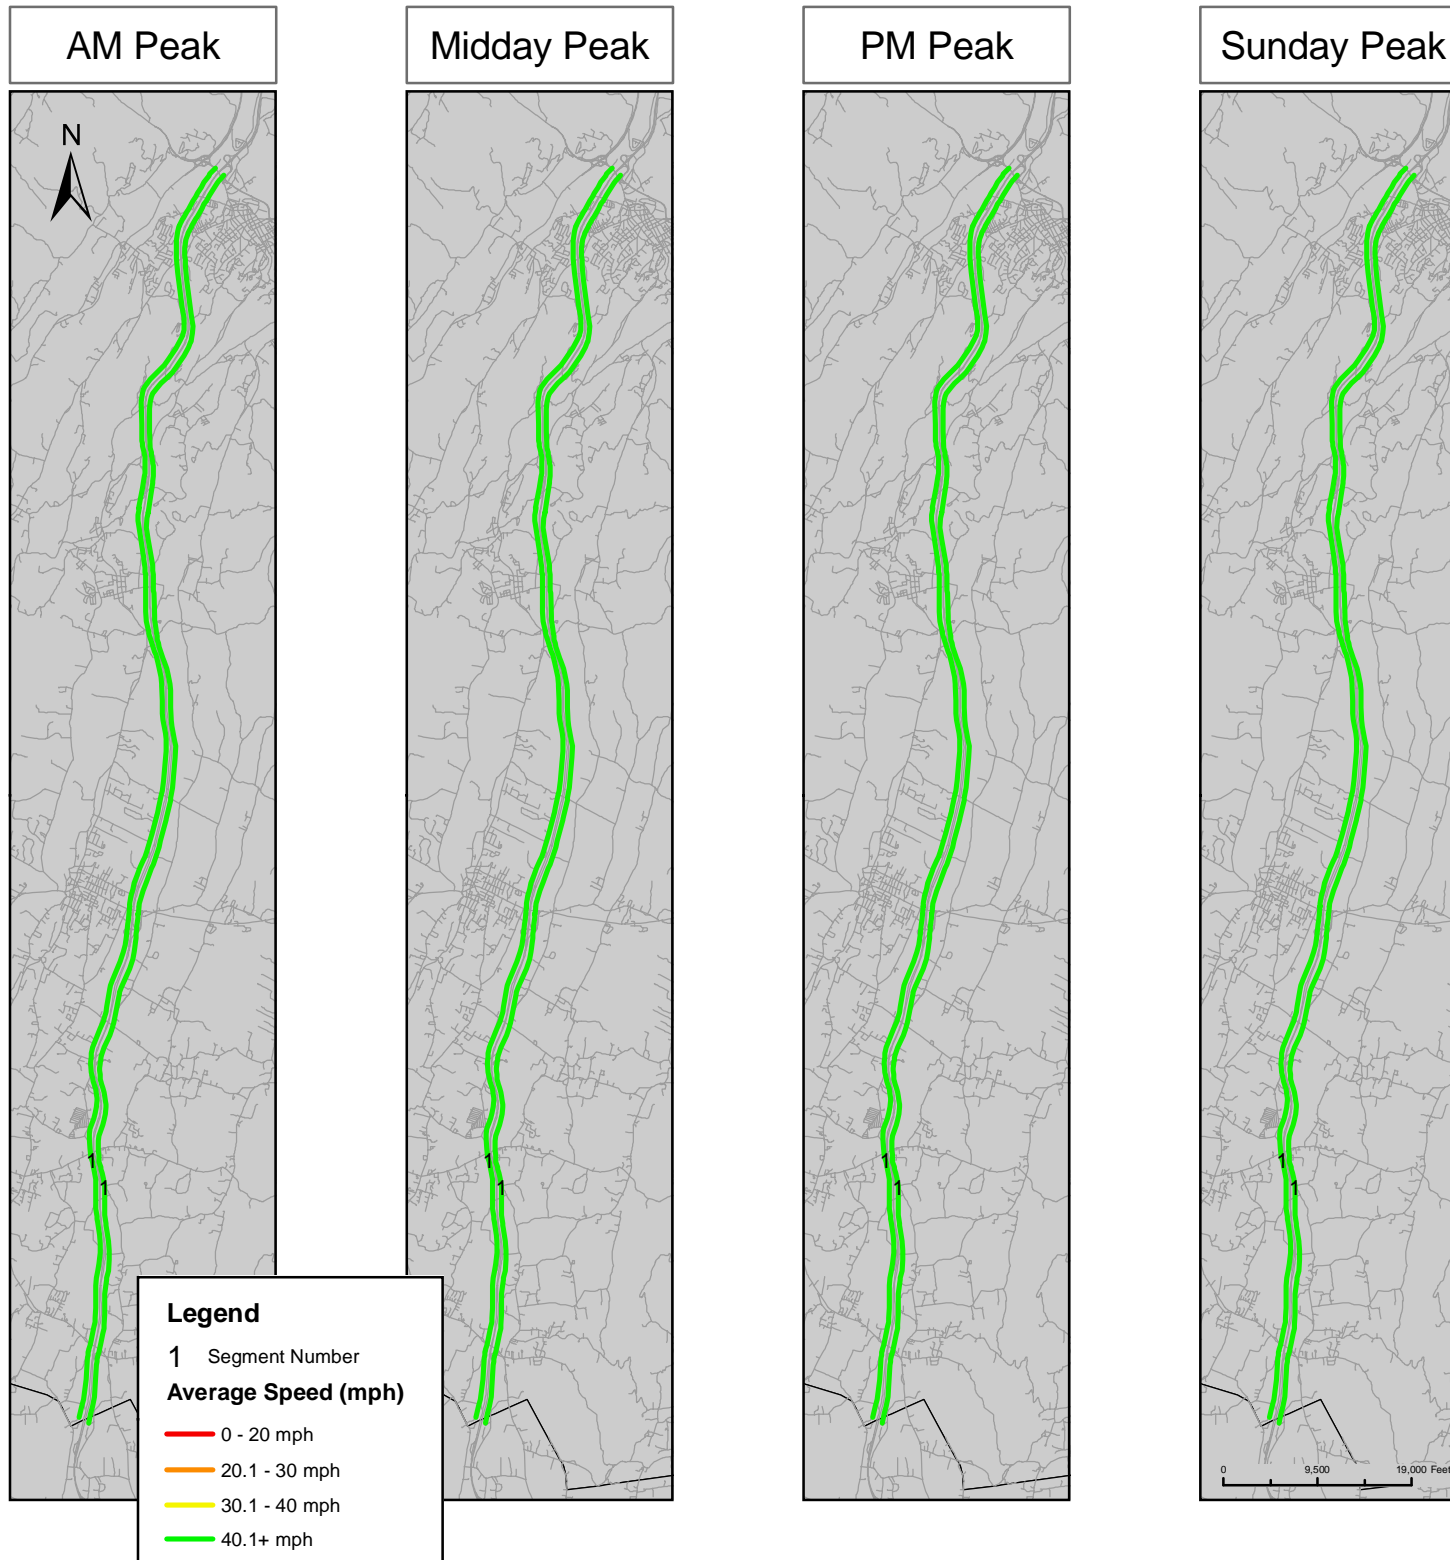 AM Peak
Midday Peak
PM Peak
Sunday Peak
N
1
1
1
1
1
1
1
1
Legend
1 Segment Number
Average Speed (mph)
0 - 20 mph
20.1 - 30 mph
30.1 - 40 mph
40.1+ mph
0 9,500 19,000 Feet